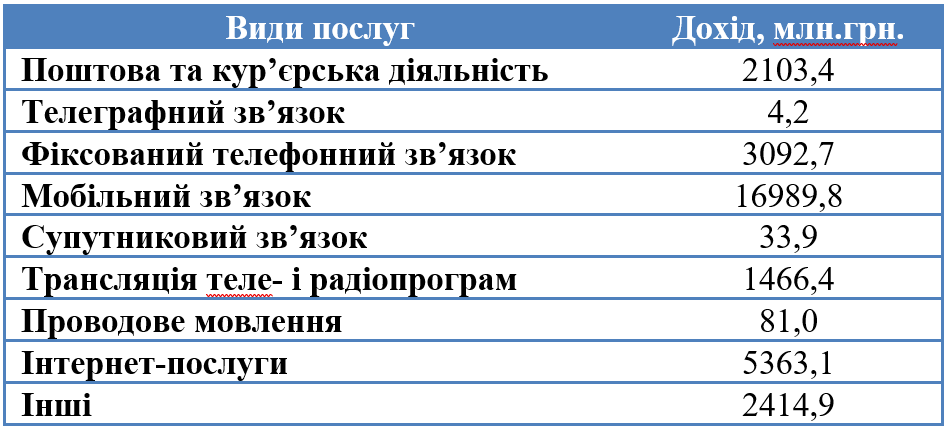 Види послуг Дохід, млн.грн.
Поштова та кур’єрська діяльність 2103,4
Телеграфний зв’язок 4,2
Фіксований телефонний зв’язок 3092,7
Мобільний зв’язок 16989,8
Супутниковий зв’язок 33,9
Трансляція теле- і радіопрограм 1466,4
Проводове мовлення 81,0
Інтернет-послуги 5363,1
Інші 2414,9